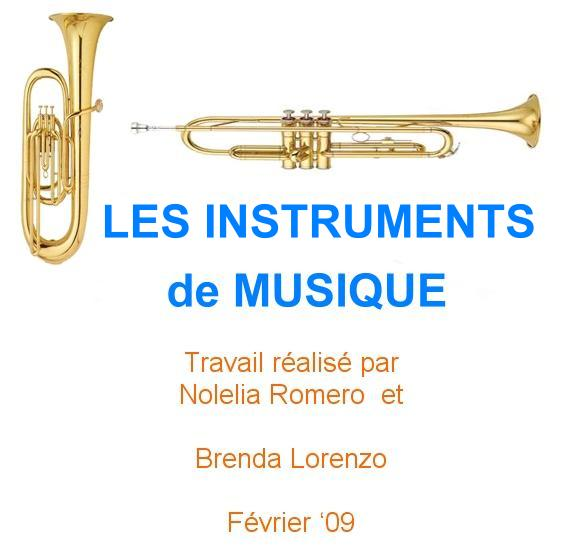 LES INSTRUMENTS
de MUSIQUE
Travail réalisé par
Nolelia Romero  et
Brenda Lorenzo
Février ‘09